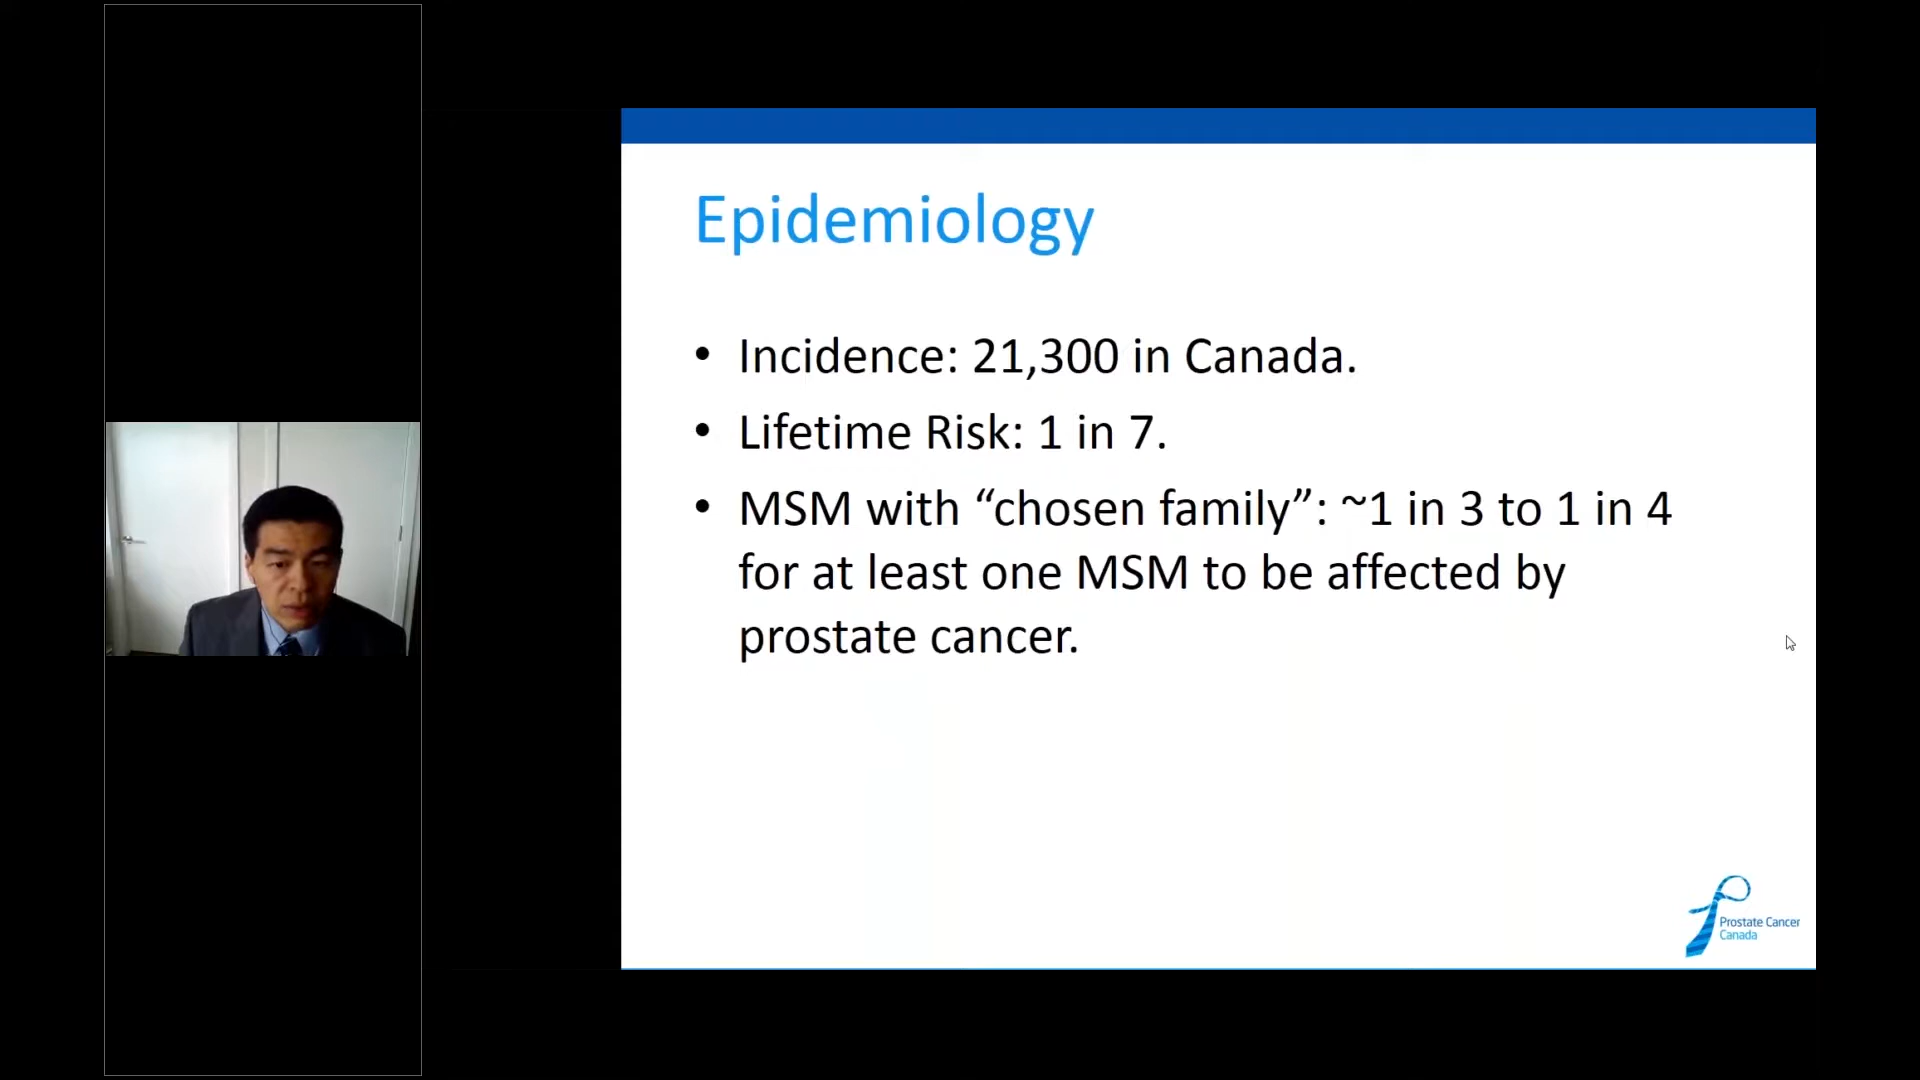 Epidemiology
• Incidence: 21,300 in Canada.
• Lifetime Risk: 1 in 7.
• MSM with “chosen family”: ~1 in 3 to 1 in 4
for at least one MSM to be affected by
prostate cancer.
Prostate Cancer
Canada